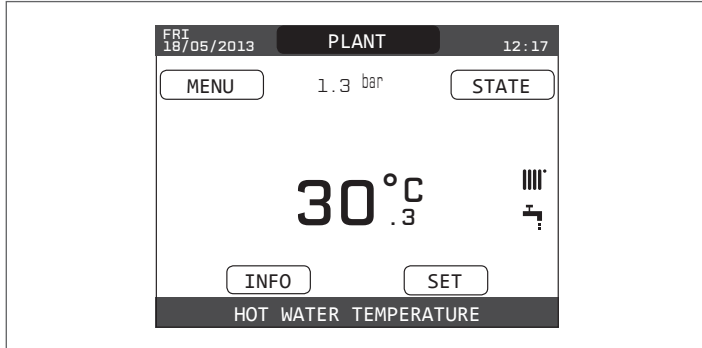 FRI
18/05/2013 PLANT 12:17
MENU 1.3 bar STATE
30.3°C
INFO SET
HOT WATER TEMPERATURE